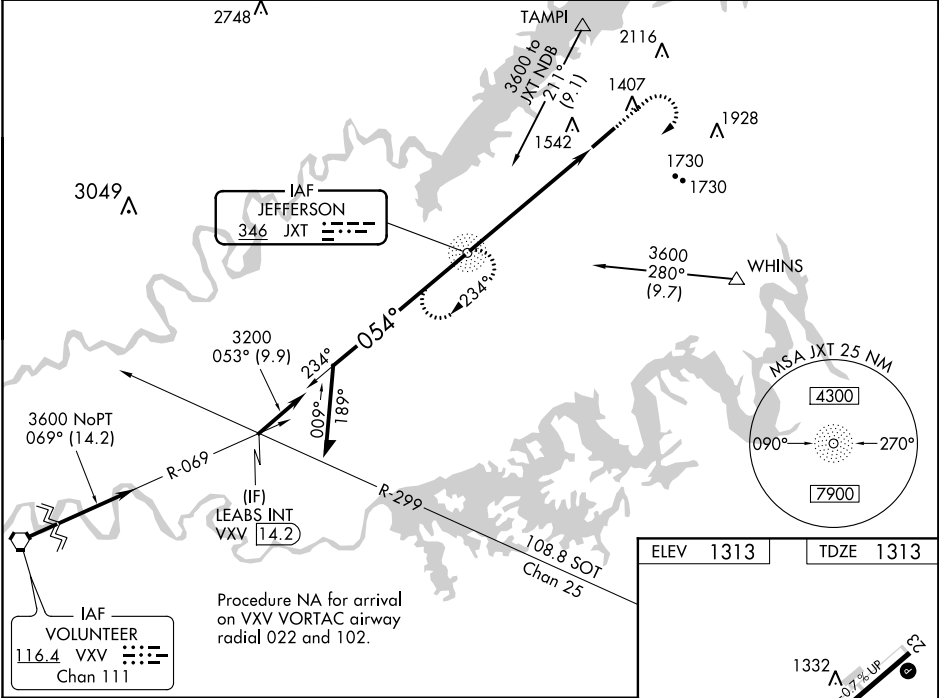 2748
TAMPI
2116
3600 to
JXT NDB
211°
(9.1)
1407
1542
1928
1730
1730
3049
IAF
JEFFERSON
346 JXT
3600
280°
(9.7)
WHINS
234°
054°
3200
053° (9.9)
234°
009°
189°
MSA JXT 25 NM
4300
090°
270°
7900
3600 NoPT
069° (14.2)
R-069
(IF)
LEABS INT
VXV 14.2
R-299
108.8 SOT
Chan 25
Procedure NA for arrival
on VXV VORTAC airway
radial 022 and 102.
IAF
VOLUNTEER
116.4 VXV
Chan 111
ELEV 1313
TDZE 1313
1332
0.7% UP
23
P